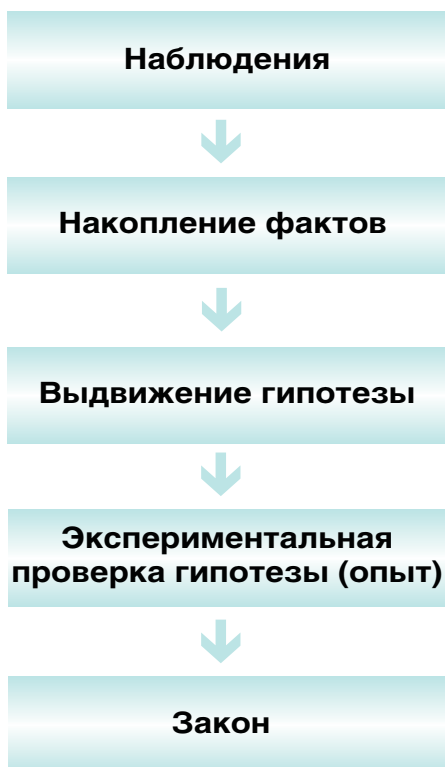 Наблюдения
Накопление фактов
Выдвижение гипотезы
Экспериментальная
проверка гипотезы (опыт)
Закон